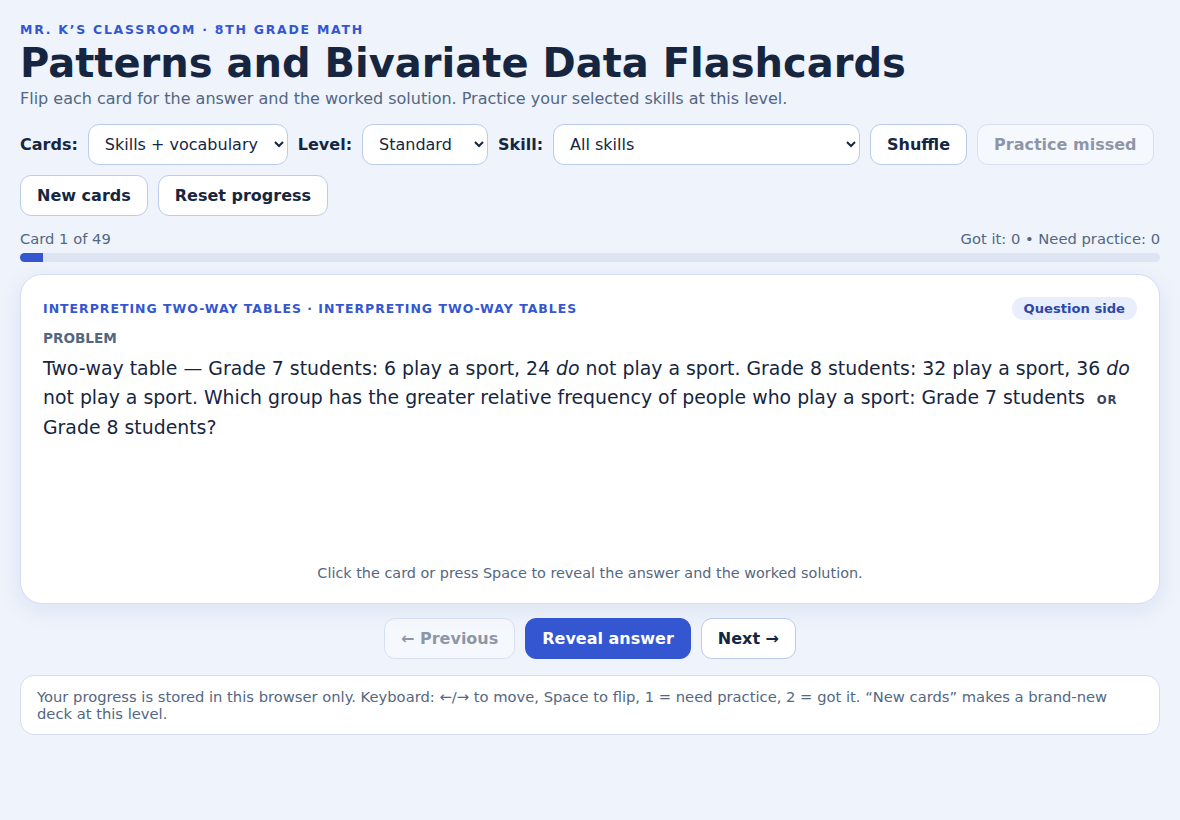 MR. K’S CLASSROOM · 8TH GRADE MATH
Patterns and Bivariate Data Flashcards
Flip each card for the answer and the worked solution. Practice your selected skills at this level.
Cards: Skills + vocabulary Level: Standard Skill: All skills Shuffle Practice missed
New cards Reset progress
Card 1 of 49 Got it: 0 • Need practice: 0
INTERPRETING TWO-WAY TABLES · INTERPRETING TWO-WAY TABLES Question side
PROBLEM
Two-way table — Grade 7 students: 6 play a sport, 24 do not play a sport. Grade 8 students: 32 play a sport, 36 do
not play a sport. Which group has the greater relative frequency of people who play a sport: Grade 7 students OR
Grade 8 students?
Click the card or press Space to reveal the answer and the worked solution.
← Previous Reveal answer Next →
Your progress is stored in this browser only. Keyboard: ←/→ to move, Space to flip, 1 = need practice, 2 = got it. “New cards” makes a brand-new
deck at this level.